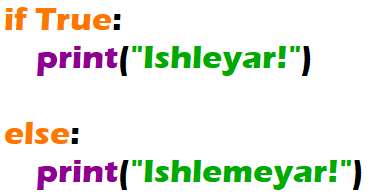 if True:
    print("Ishleyar!")
else:
    print("Ishlemeyar!")